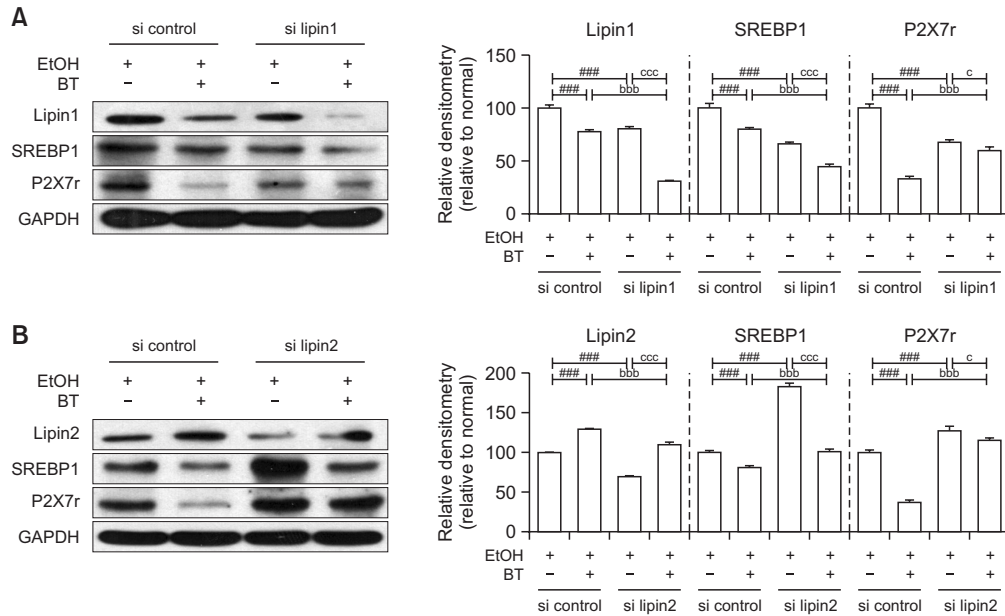 A
si control si lipin1
EtOH + + + +
BT – + – +
Lipin1
SREBP1
P2X7r
GAPDH
Relative densitometry
(relative to normal)
Lipin1 SREBP1 P2X7r
### ccc ### ccc ### c
### bbb ### bbb ### bbb
150
100
50
0
EtOH + + + + + + + + + + + +
BT – + – + – + – + – + – +
si control si lipin1 si control si lipin1 si control si lipin1
B
si control si lipin2
EtOH + + + +
BT – + – +
Lipin2
SREBP1
P2X7r
GAPDH
Relative densitometry
(relative to normal)
Lipin2 SREBP1 P2X7r
### ccc ### ccc ### c
### bbb ### bbb ### bbb
200
150
100
50
0
EtOH + + + + + + + + + + + +
BT – + – + – + – + – + – +
si control si lipin2 si control si lipin2 si control si lipin2